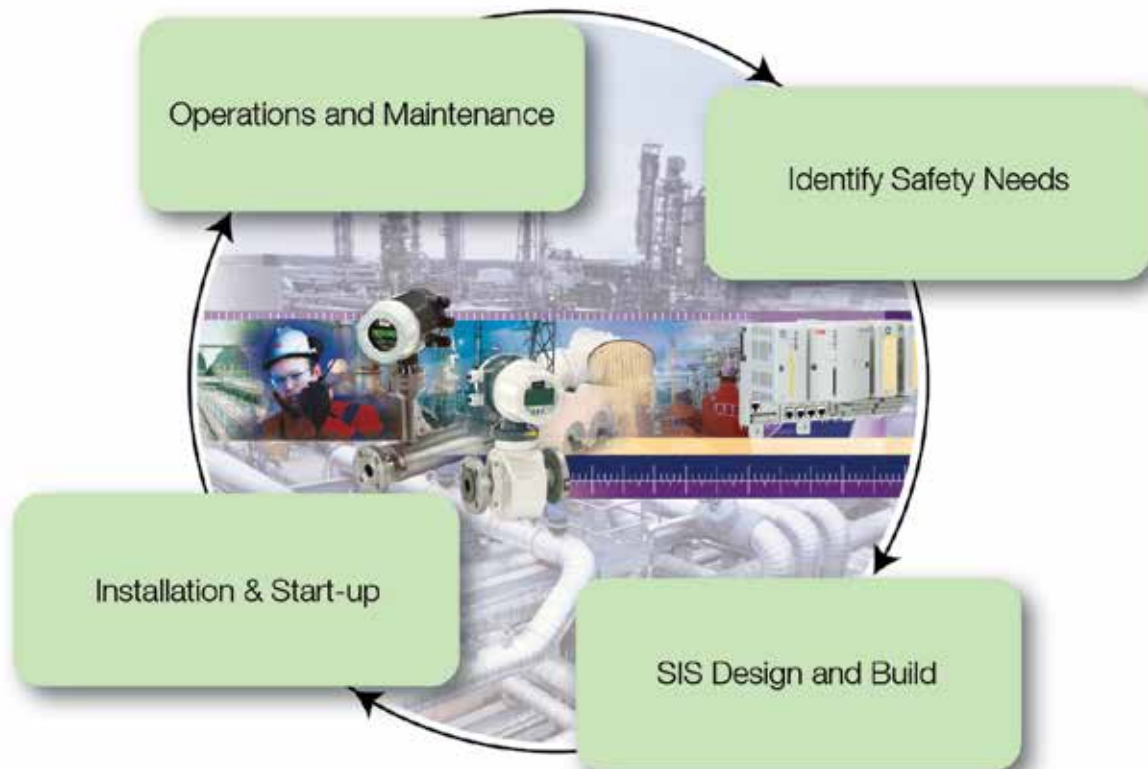 Operations and Maintenance
Identify Safety Needs
Installation & Start-up
SIS Design and Build